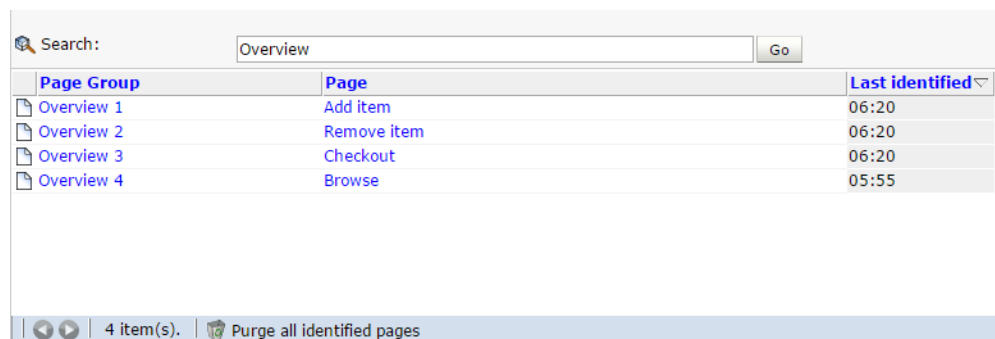 Search: Overview Go
Page Group Page Last identified
Overview 1 Add item 06:20
Overview 2 Remove item 06:20
Overview 3 Checkout 06:20
Overview 4 Browse 05:55
4 item(s). Purge all identified pages